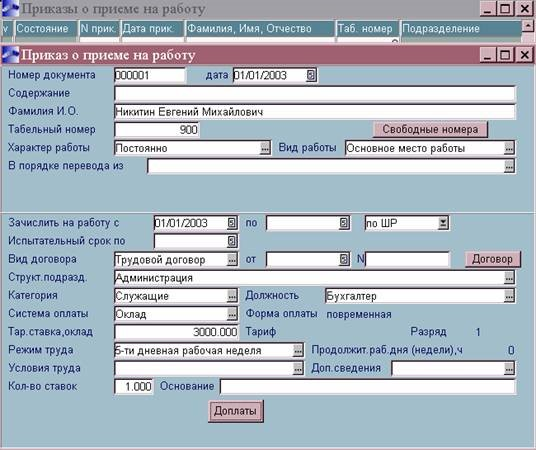 Приказы о приеме на работу
v Состояние N прик. Дата прик. Фамилия, Имя, Отчество Таб. номер Подразделение
Приказ о приеме на работу
Номер документа 000001 дата 01/01/2003
Содержание
Фамилия И.О. Никитин Евгений Михайлович
Табельный номер 900 Свободные номера
Характер работы Постоянно ... Вид работы Основное место работы ...
В порядке перевода из ...
Зачислить на работу с 01/01/2003 по по ШР
Испытательный срок по
Вид договора Трудовой договор ... от N Договор
Структ.подразд. Администрация ...
Категория Служащие ... Должность Бухгалтер ...
Система оплаты Оклад ... Форма оплаты повременная
Тар.ставка,оклад 3000.000 Тариф Разряд 1
Режим труда 5-ти дневная рабочая неделя ... Продолжит.раб.дня (недели),ч 0
Условия труда ... Доп.сведения ...
Кол-во ставок 1.000 Основание
Доплаты